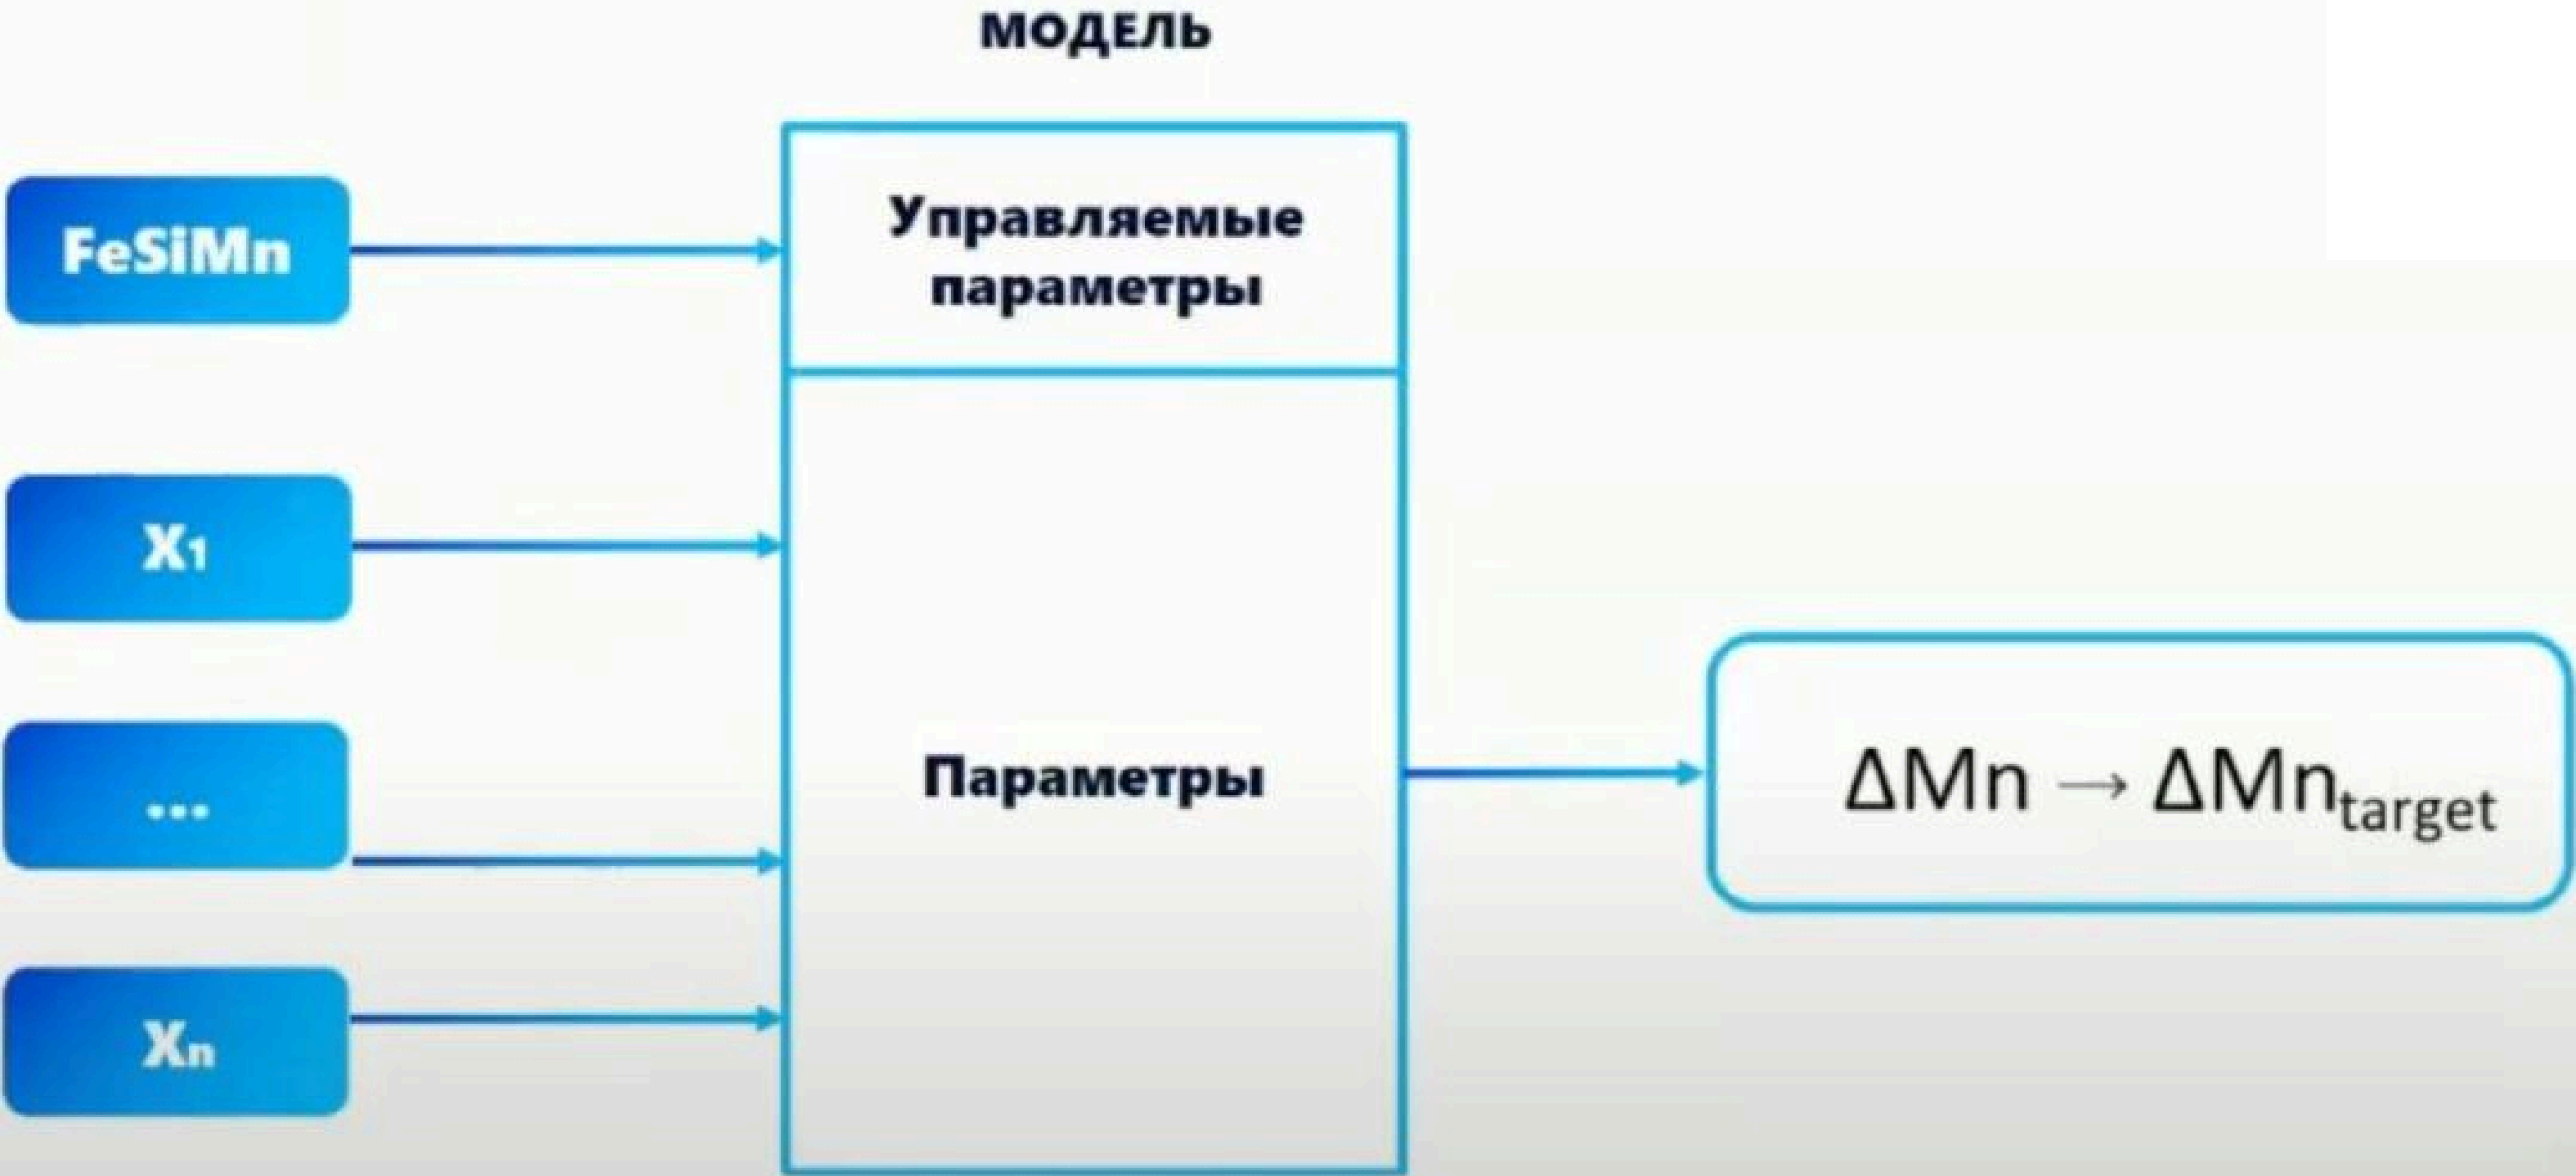 МОДЕЛЬ
FeSiMn
Управляемые
параметры
X1
...
Параметры
ΔMn → ΔMntarget
Xn